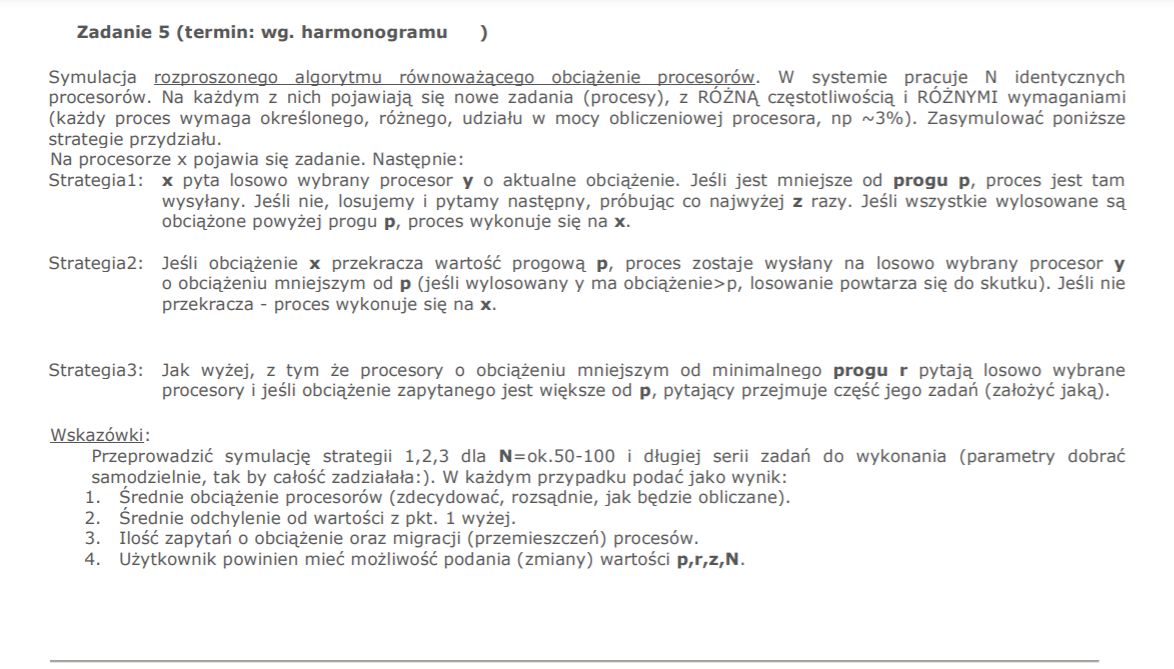 Zadanie 5 (termin: wg. harmonogramu )
Symulacja rozproszonego algorytmu równoważącego obciążenie procesorów. W systemie pracuje N identycznych
procesorów. Na każdym z nich pojawiają się nowe zadania (procesy), z RÓŻNĄ częstotliwością i RÓŻNYMI wymaganiami
(każdy proces wymaga określonego, różnego, udziału w mocy obliczeniowej procesora, np ~3%). Zasymulować poniższe
strategie przydziału.
Na procesorze x pojawia się zadanie. Następnie:
Strategia1: x pyta losowo wybrany procesor y o aktualne obciążenie. Jeśli jest mniejsze od progu p, proces jest tam
wysyłany. Jeśli nie, losujemy i pytamy następny, próbując co najwyżej z razy. Jeśli wszystkie wylosowane są
obciążone powyżej progu p, proces wykonuje się na x.
Strategia2: Jeśli obciążenie x przekracza wartość progową p, proces zostaje wysłany na losowo wybrany procesor y
o obciążeniu mniejszym od p (jeśli wylosowany y ma obciążenie>p, losowanie powtarza się do skutku). Jeśli nie
przekracza - proces wykonuje się na x.
Strategia3: Jak wyżej, z tym że procesory o obciążeniu mniejszym od minimalnego progu r pytają losowo wybrane
procesory i jeśli obciążenie zapytanego jest większe od p, pytający przejmuje część jego zadań (założyć jaką).
Wskazówki:
Przeprowadzić symulację strategii 1,2,3 dla N=ok.50-100 i długiej serii zadań do wykonania (parametry dobrać
samodzielnie, tak by całość zadziałała:). W każdym przypadku podać jako wynik:
1. Średnie obciążenie procesorów (zdecydować, rozsądnie, jak będzie obliczane).
2. Średnie odchylenie od wartości z pkt. 1 wyżej.
3. Ilość zapytań o obciążenie oraz migracji (przemieszczeń) procesów.
4. Użytkownik powinien mieć możliwość podania (zmiany) wartości p,r,z,N.